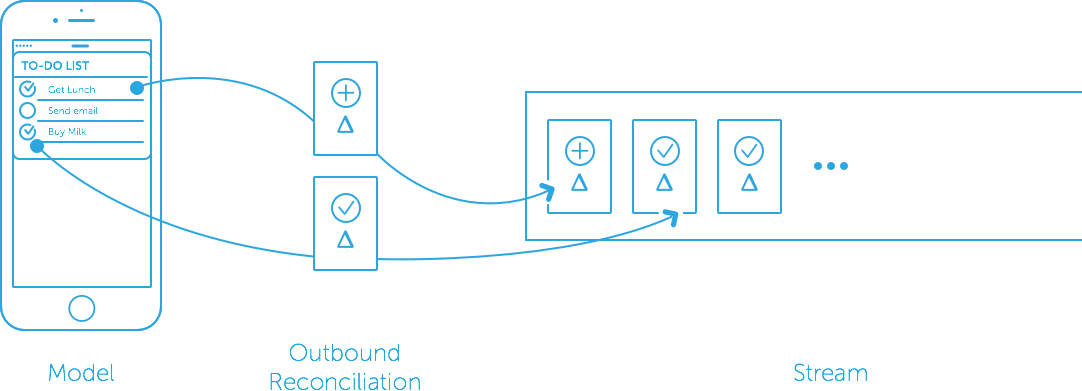 TO-DO LIST
Get Lunch
Send email
Buy Milk
Δ
Δ
Δ
Δ
Δ
Model
Outbound
Reconciliation
Stream